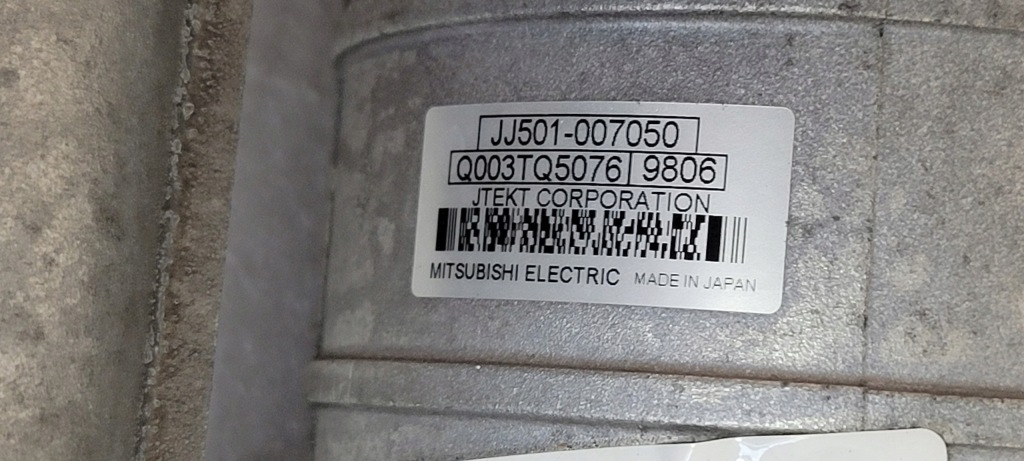 JJ501-007050
Q003TQ5076 9806
JTEKT CORPORATION
MITSUBISHI ELECTRIC MADE IN JAPAN